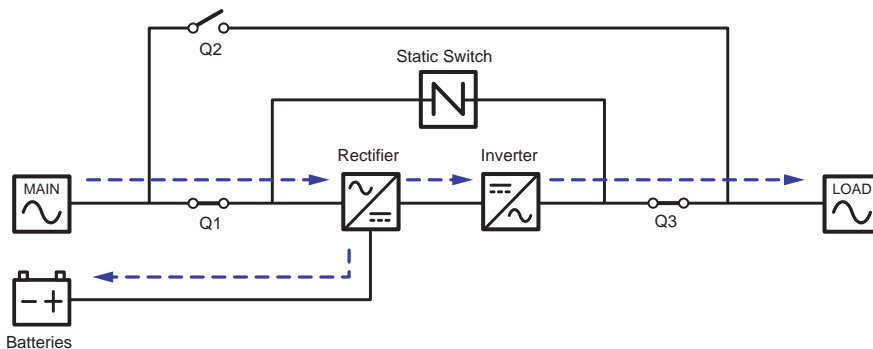 Q2
Static Switch
Rectifier
Inverter
MAIN
LOAD
Q1
Q3
Batteries